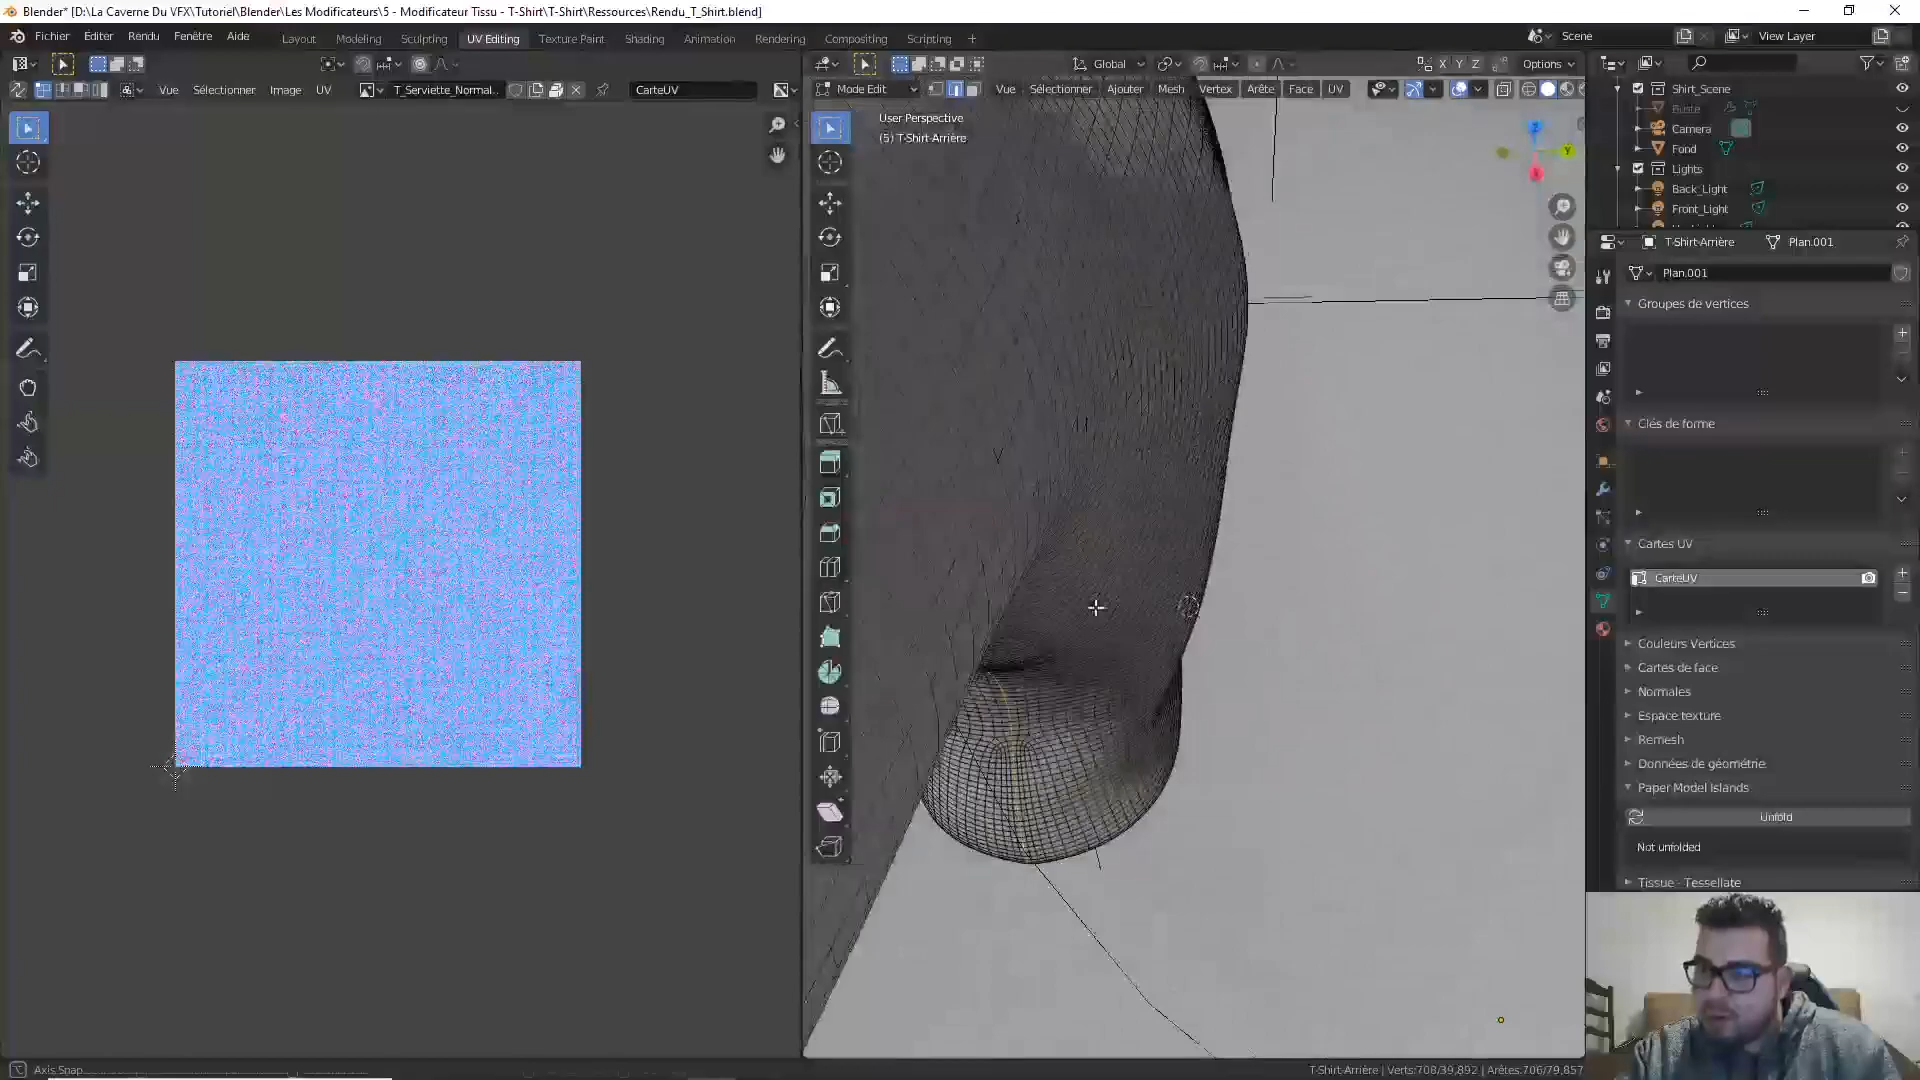 Blender* [D:\La Caverne Du VFX\Tutoriel\Blender\Les Modificateurs\5 - Modificateur Tissu - T-Shirt\T-Shirt\Ressources\Rendu_T_Shirt.blend]
Fichier Éditer Rendu Fenêtre Aide Layout Modeling Sculpting UV Editing Texture Paint Shading Animation Rendering Compositing Scripting + Scene View Layer
Global X Y Z Options
Vue Sélectionner Image UV T_Serviette_Normal.. CarteUV Mode Edit Vue Sélectionner Ajouter Mesh Vertex Arête Face UV
User Perspective
(5) T-Shirt-Arrière
Z
Y
X
Shirt_Scene
Buste
Camera
Fond
Lights
Back_Light
Front_Light
T-Shirt-Arrière Plan.001
Plan.001
Groupes de vertices
Clés de forme
Cartes UV
CarteUV
Couleurs Vertices
Cartes de face
Normales
Espace texture
Remesh
Données de géométrie
Paper Model Islands
Unfold
Not unfolded
Tissue - Tessellate
Axis Snap
T-Shirt-Arrière | Verts:708/39,892 | Arêtes:706/79,857